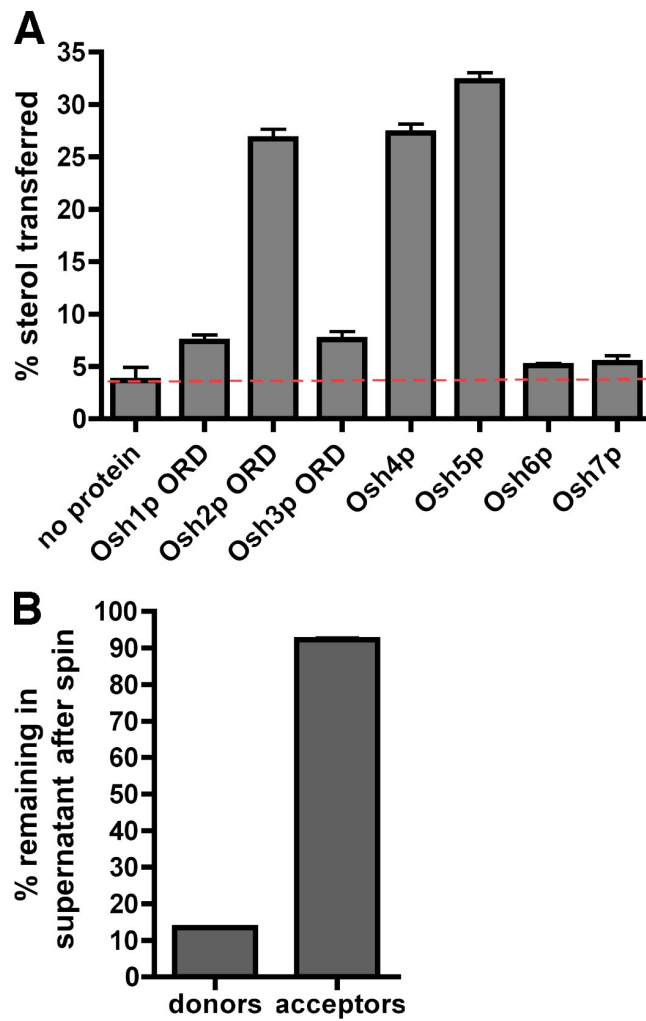 A
% sterol transferred
35
30
25
20
15
10
5
0
no protein
Osh1p ORD
Osh2p ORD
Osh3p ORD
Osh4p
Osh5p
Osh6p
Osh7p
B
% remaining in
supernatant after spin
100
90
80
70
60
50
40
30
20
10
0
donors
acceptors